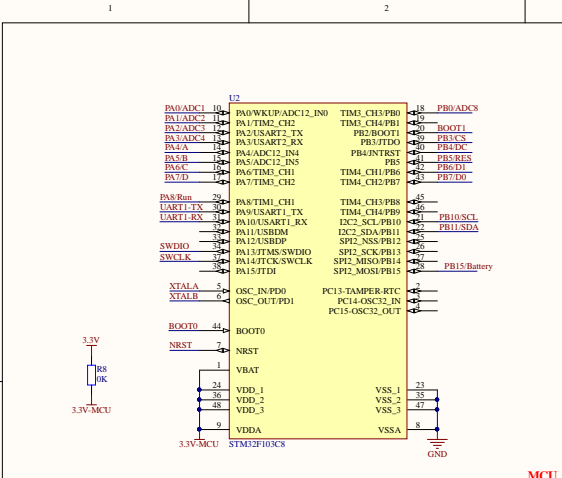 1 2
U2
PA0/ADC1 10 PA0/WKUP/ADC12_IN0 TIM3_CH3/PB0 18 PB0/ADC8
PA1/ADC2 11 PA1/TIM2_CH2 TIM3_CH4/PB1 19
PA2/ADC3 12 PA2/USART2_TX PB2/BOOT1 20 BOOT1
PA3/ADC4 13 PA3/USART2_RX PB3/JTDO 39 PB3/CS
PA4/A 14 PA4/ADC12_IN4 PB4/JNTRST 40 PB4/DC
PA5/B 15 PA5/ADC12_IN5 PB5 41 PB5/RES
PA6/C 16 PA6/TIM3_CH1 TIM4_CH1/PB6 42 PB6/D1
PA7/D 17 PA7/TIM3_CH2 TIM4_CH2/PB7 43 PB7/D0
PA8/Run 29 PA8/TIM1_CH1 TIM4_CH3/PB8 45
UART1-TX 30 PA9/USART1_TX TIM4_CH4/PB9 46
UART1-RX 31 PA10/USART1_RX I2C2_SCL/PB10 21 PB10/SCL
32 PA11/USBDM I2C2_SDA/PB11 22 PB11/SDA
33 PA12/USBDP SPI2_NSS/PB12 25
SWDIO 34 PA13/JTMS/SWDIO SPI2_SCK/PB13 26
SWCLK 37 PA14/JTCK/SWCLK SPI2_MISO/PB14 27
38 PA15/JTDI SPI2_MOSI/PB15 28 PB15/Battery
XTALA 5 OSC_IN/PD0 PC13-TAMPER-RTC 2
XTALB 6 OSC_OUT/PD1 PC14-OSC32_IN 3
PC15-OSC32_OUT 4
BOOT0 44 BOOT0
NRST 7 NRST
3.3V
1 VBAT
R8
0K
24 VDD_1 VSS_1 23
36 VDD_2 VSS_2 35
48 VDD_3 VSS_3 47
3.3V-MCU
9 VDDA VSSA 8
3.3V-MCU STM32F103C8
GND
MCU